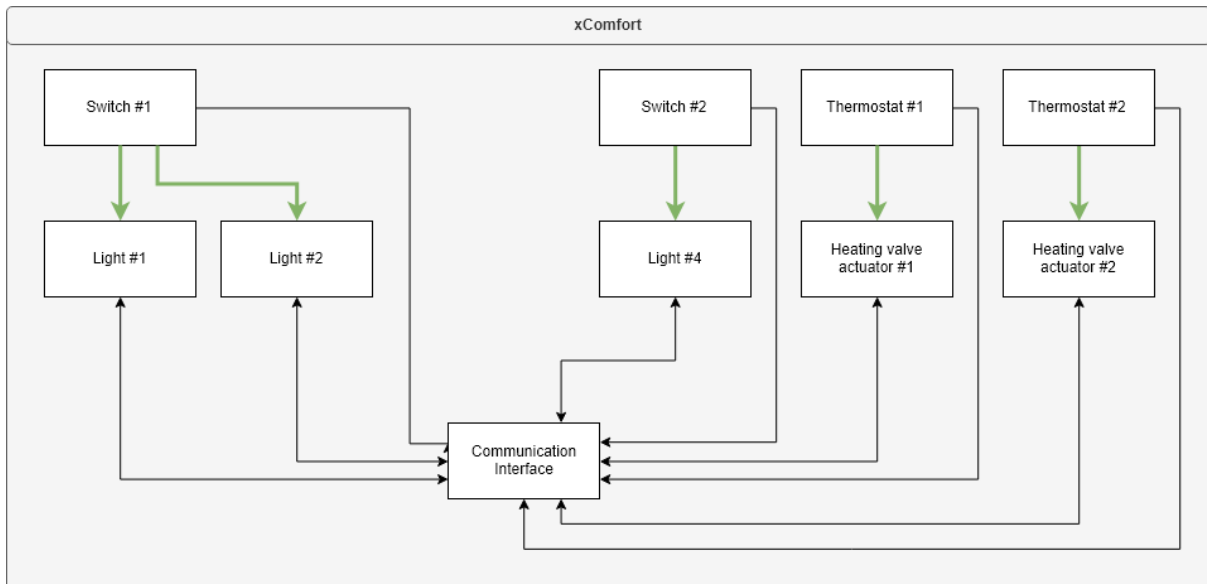 xComfort
Switch #1
Switch #2
Thermostat #1
Thermostat #2
Light #1
Light #2
Light #4
Heating valve
actuator #1
Heating valve
actuator #2
Communication
Interface